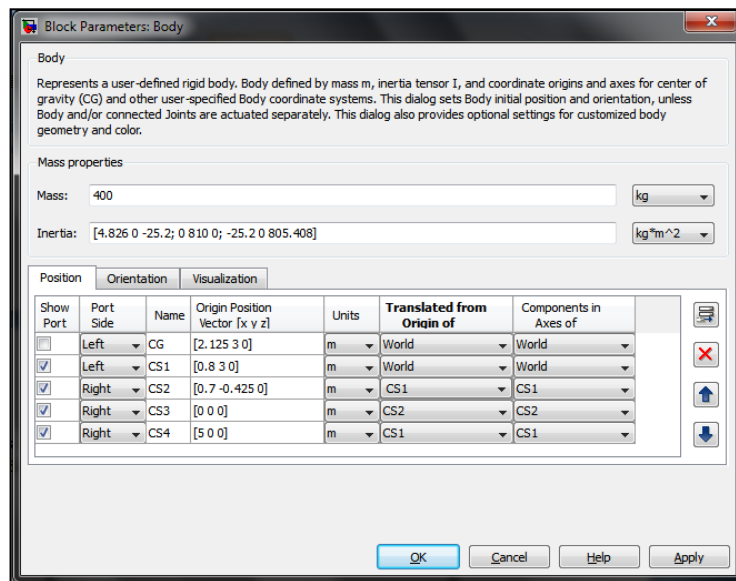 Block Parameters: Body
Body
Represents a user-defined rigid body. Body defined by mass m, inertia tensor I, and coordinate origins and axes for center of
gravity (CG) and other user-specified Body coordinate systems. This dialog sets Body initial position and orientation, unless
Body and/or connected Joints are actuated separately. This dialog also provides optional settings for customized body
geometry and color.
Mass properties
Mass: 400 kg
Inertia: [4.826 0 -25.2; 0 810 0; -25.2 0 805.408] kg*m^2
Position Orientation Visualization
Show Port Origin Position Translated from Components in
Port Side Name Vector [x y z] Units Origin of Axes of
Left CG [2.125 3 0] m World World
Left CS1 [0.8 3 0] m World World
Right CS2 [0.7 -0.425 0] m CS1 CS1
Right CS3 [0 0 0] m CS2 CS2
Right CS4 [5 0 0] m CS1 CS1
OK Cancel Help Apply